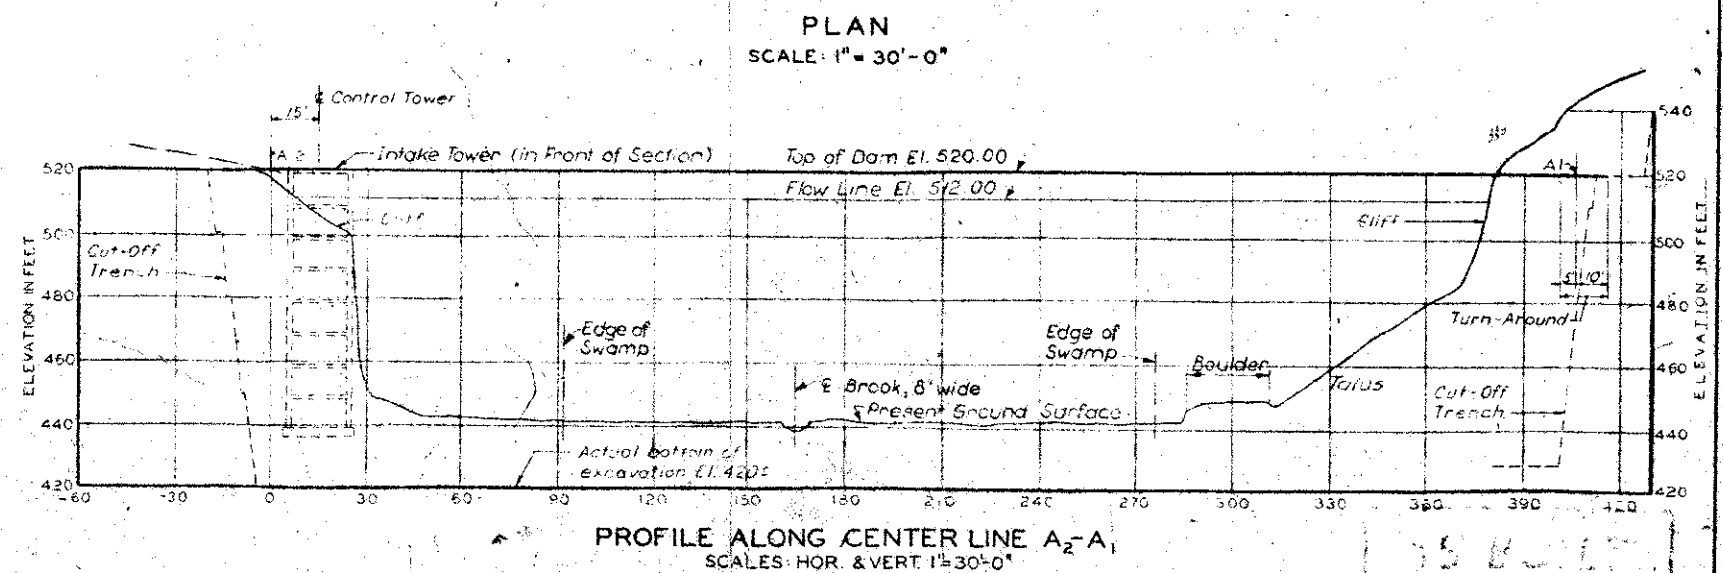 PLAN
SCALE: 1" = 30'-0"
℄ Control Tower
15'
A 2
Intake Tower (in Front of Section)
Top of Dam El. 520.00
Flow Line El. 512.00
540
520
500
480
460
440
420
ELEVATION IN FEET
Cut-Off
Trench
Cliff
Edge of
Swamp
℄ Brook, 8' wide
Present Ground Surface
Actual bottom of
excavation El. 420±
Edge of
Swamp
Boulder
Talus
Cliff
A1
5' 10'
Turn-Around
Cut-Off
Trench
520
500
480
460
440
420
ELEVATION IN FEET
-60 -30 0 30 60 90 120 150 180 210 240 270 300 330 360 390 420
PROFILE ALONG CENTER LINE A2-A1
SCALES: HOR. & VERT. 1"=30'-0"